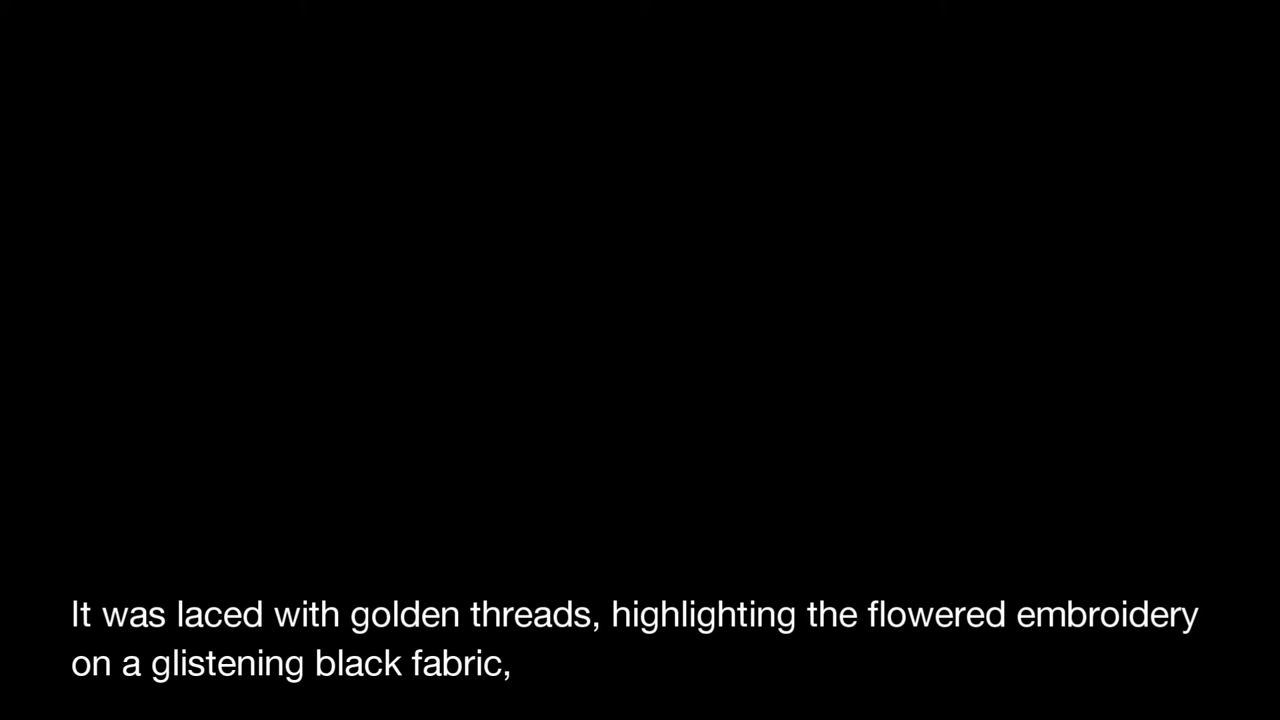 It was laced with golden threads, highlighting the flowered embroidery
on a glistening black fabric,